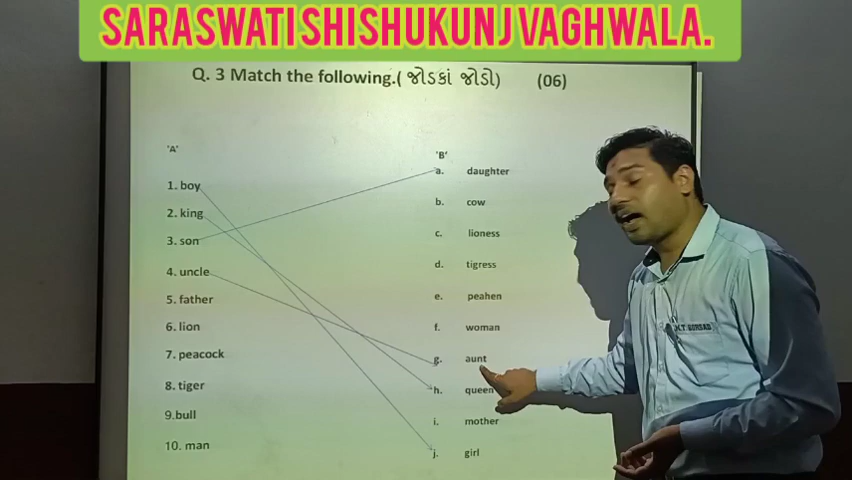 SARASWATI SHISHUKUNJ VAGHWALA.
Q. 3 Match the following.( જોડકાં જોડો) (06)
'A' 'B'
1. boy a. daughter
2. king b. cow
3. son c. lioness
4. uncle d. tigress
5. father e. peahen
6. lion f. woman
7. peacock g. aunt
8. tiger h. queen
9.bull i. mother
10. man j. girl